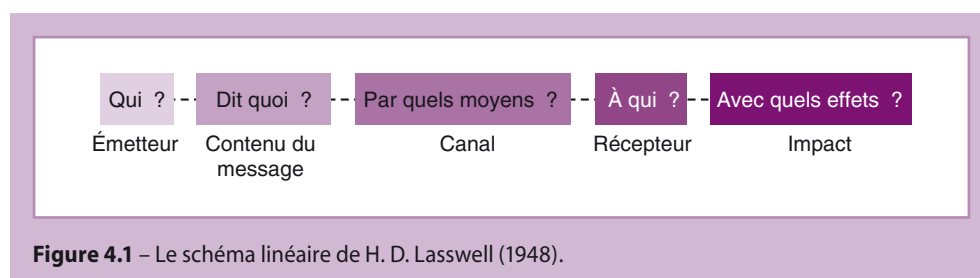 Qui ? Dit quoi ? Par quels moyens ? À qui ? Avec quels effets ?
Émetteur Contenu du message Canal Récepteur Impact
Figure 4.1 – Le schéma linéaire de H. D. Lasswell (1948).